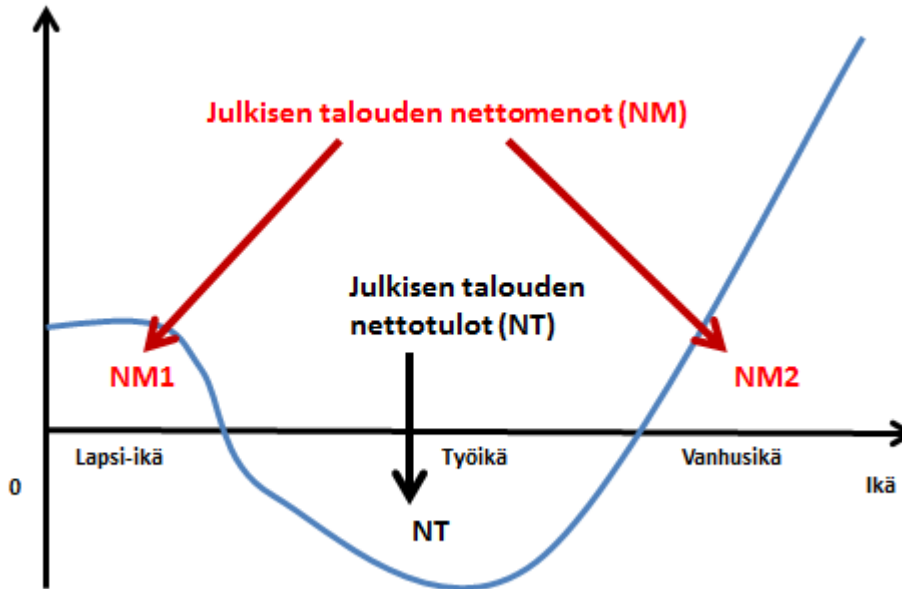 Julkisen talouden nettomenot (NM)
Julkisen talouden
nettotulot (NT)
NM1
NM2
Lapsi-ikä
Työikä
Vanhusikä
0
Ikä
NT